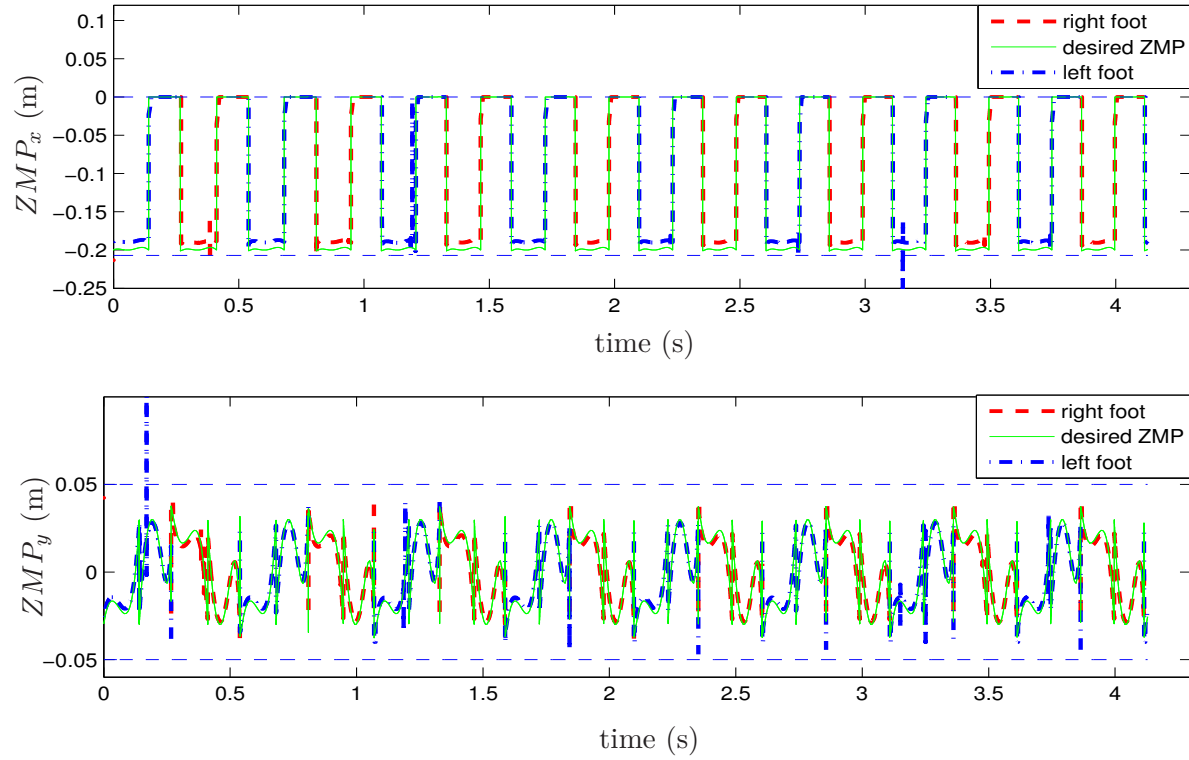 0.1
0.05
0
−0.05
−0.1
−0.15
−0.2
−0.25
ZMPₓ (m)
right foot
desired ZMP
left foot
0 0.5 1 1.5 2 2.5 3 3.5 4
time (s)
0.05
0
−0.05
ZMP_y (m)
right foot
desired ZMP
left foot
0 0.5 1 1.5 2 2.5 3 3.5 4
time (s)